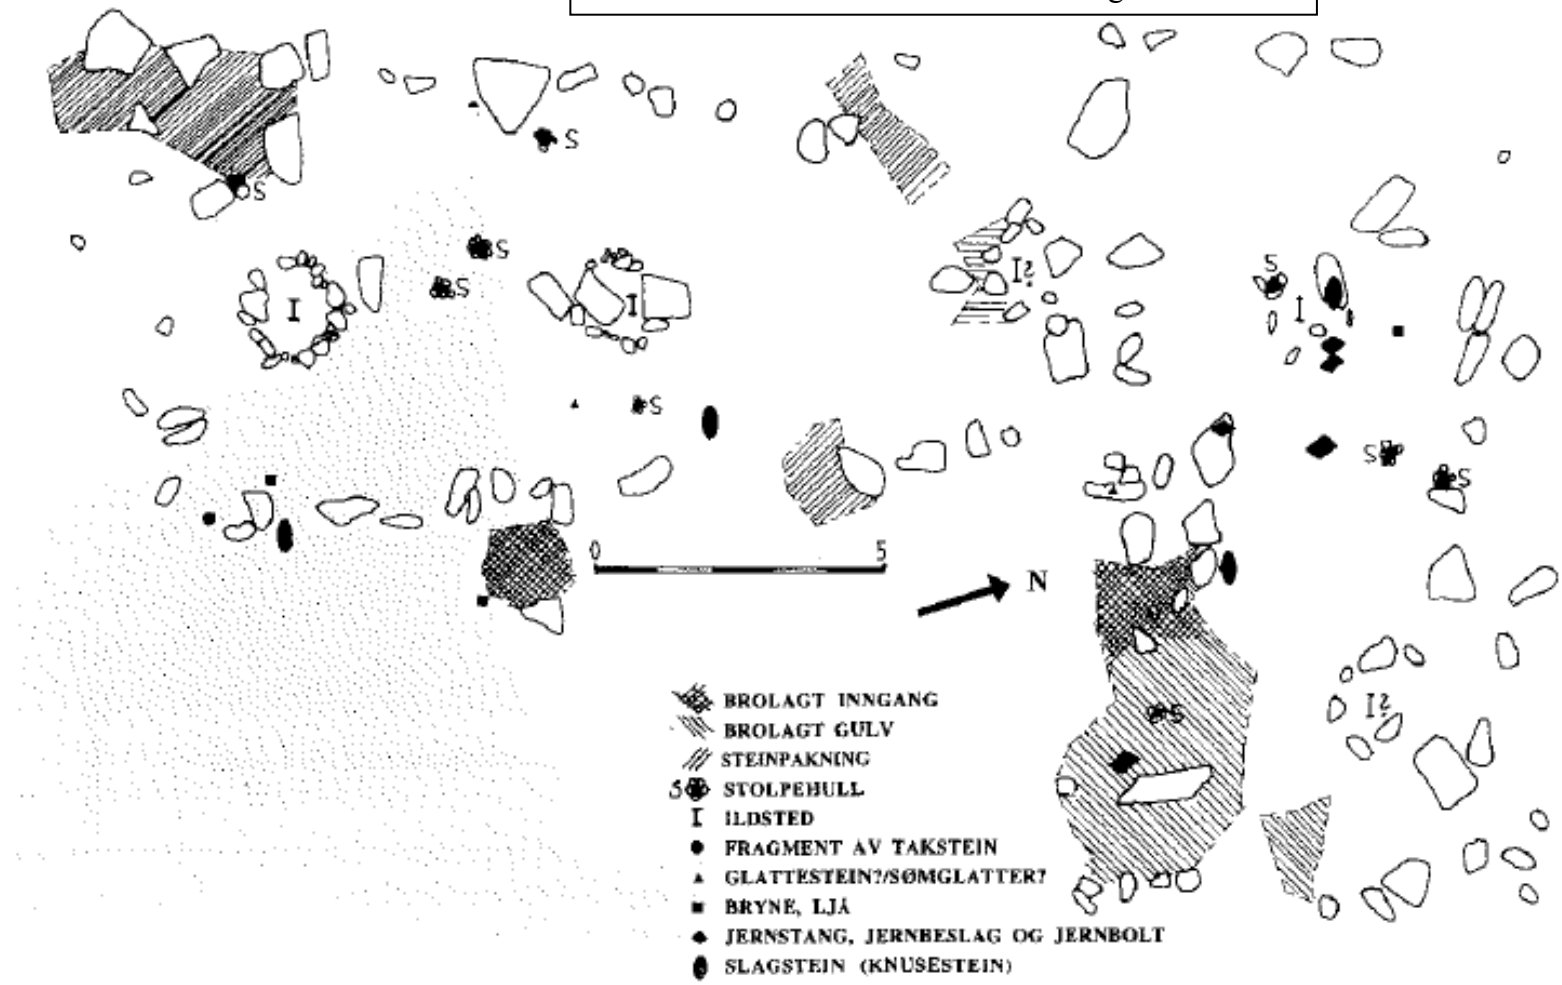 S
S
S
S
I
I
I?
S
I
S
S
S
0 5
N
I?
S
BROLAGT INNGANG
BROLAGT GULV
STEINPAKNING
S STOLPEHULL
I ILDSTED
FRAGMENT AV TAKSTEIN
GLATTESTEIN?/SØMGLATTER?
BRYNE, LJÅ
JERNSTANG, JERNBESLAG OG JERNBOLT
SLAGSTEIN (KNUSESTEIN)